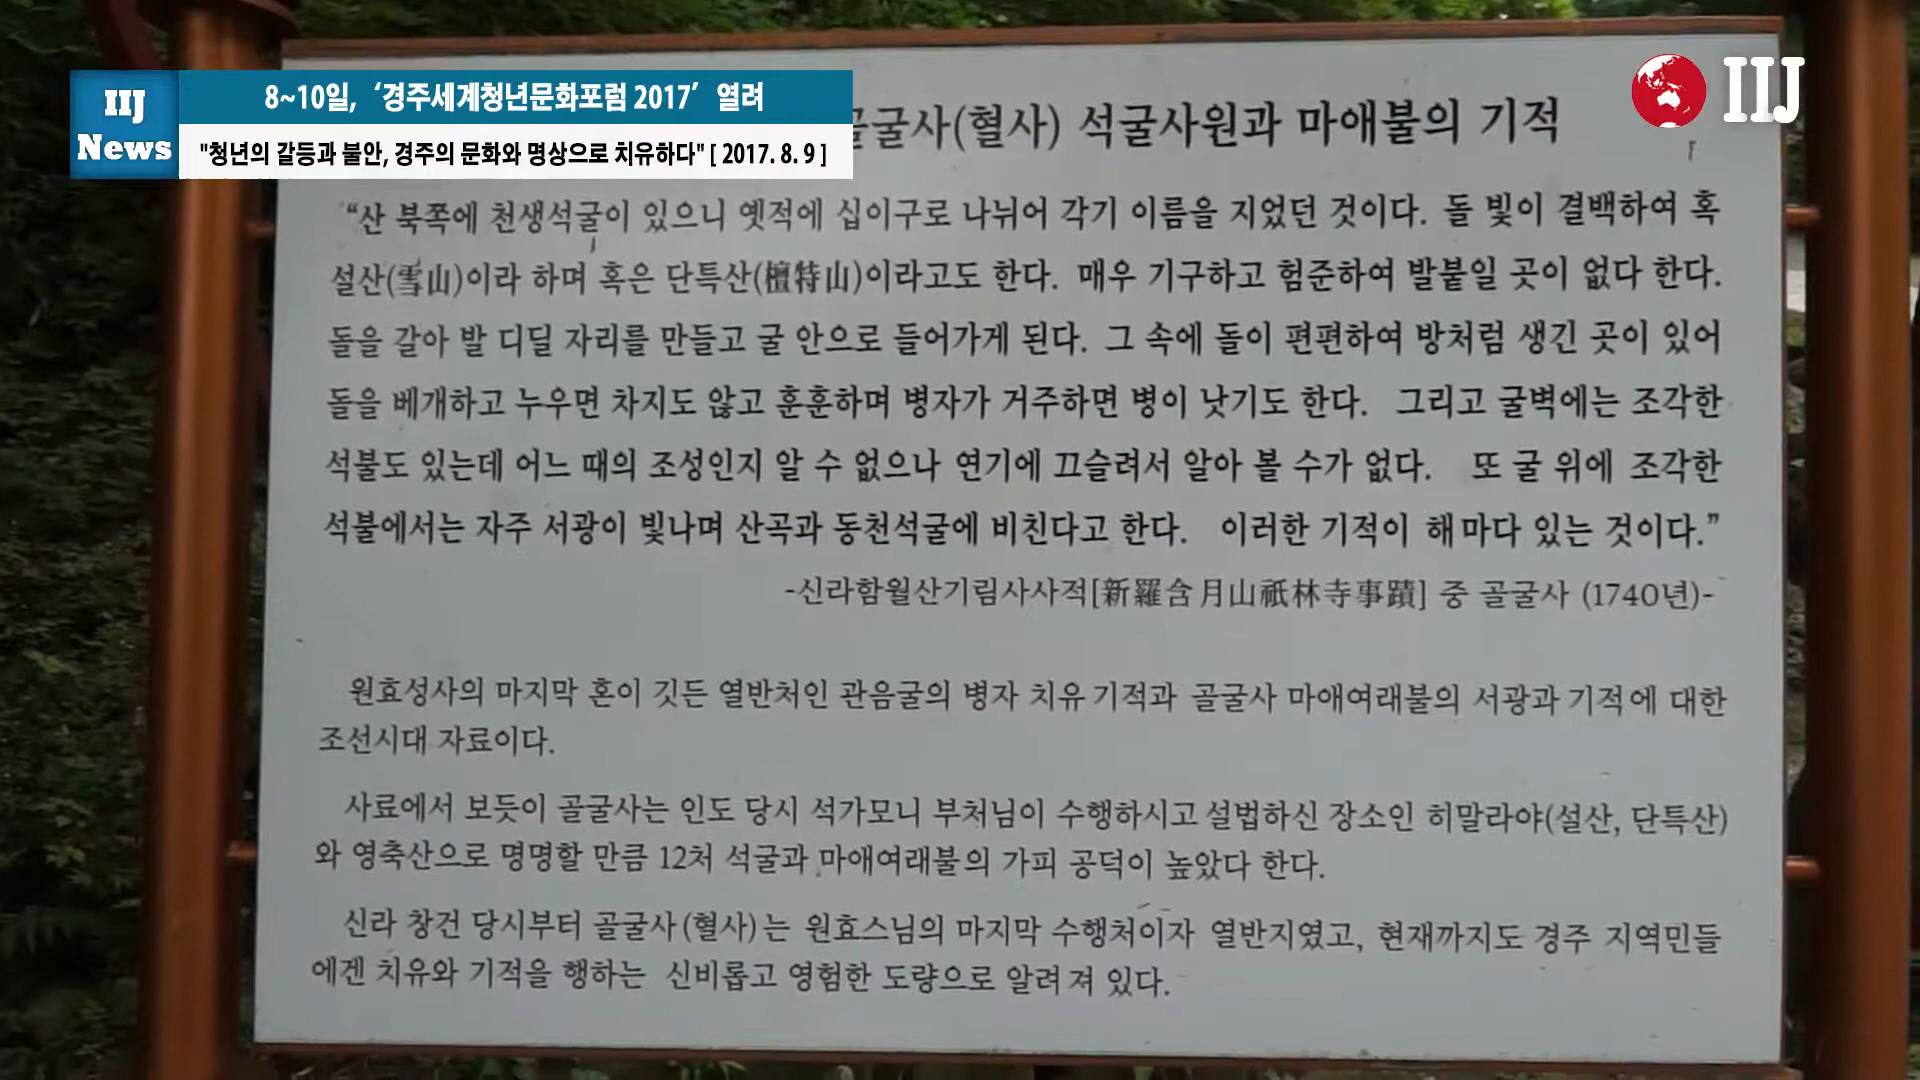 IIJ
News
8~10일, ‘경주세계청년문화포럼 2017’ 열려
"청년의 갈등과 불안, 경주의 문화와 명상으로 치유하다" [ 2017. 8. 9 ]
IIJ
골굴사(혈사) 석굴사원과 마애불의 기적
“산 북쪽에 천생석굴이 있으니 옛적에 십이구로 나뉘어 각기 이름을 지었던 것이다. 돌 빛이 결백하여 혹
설산(雪山)이라 하며 혹은 단특산(檀特山)이라고도 한다. 매우 기구하고 험준하여 발붙일 곳이 없다 한다.
돌을 갈아 발 디딜 자리를 만들고 굴 안으로 들어가게 된다. 그 속에 돌이 편편하여 방처럼 생긴 곳이 있어
돌을 베개하고 누우면 차지도 않고 훈훈하며 병자가 거주하면 병이 낫기도 한다. 그리고 굴벽에는 조각한
석불도 있는데 어느 때의 조성인지 알 수 없으나 연기에 끄슬려서 알아 볼 수가 없다. 또 굴 위에 조각한
석불에서는 자주 서광이 빛나며 산곡과 동천석굴에 비친다고 한다. 이러한 기적이 해마다 있는 것이다.”
-신라함월산기림사사적[新羅含月山祇林寺事蹟] 중 골굴사 (1740년)-
원효성사의 마지막 혼이 깃든 열반처인 관음굴의 병자 치유 기적과 골굴사 마애여래불의 서광과 기적에 대한
조선시대 자료이다.
사료에서 보듯이 골굴사는 인도 당시 석가모니 부처님이 수행하시고 설법하신 장소인 히말라야(설산, 단특산)
와 영축산으로 명명할 만큼 12처 석굴과 마애여래불의 가피 공덕이 높았다 한다.
신라 창건 당시부터 골굴사(혈사)는 원효스님의 마지막 수행처이자 열반지였고, 현재까지도 경주 지역민들
에겐 치유와 기적을 행하는 신비롭고 영험한 도량으로 알려 져 있다.